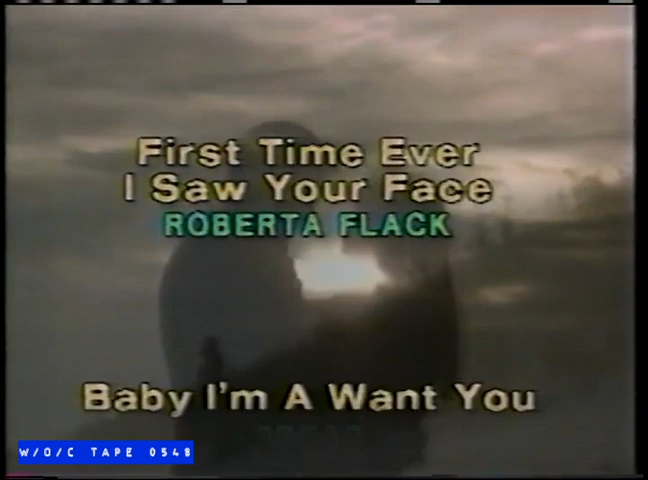 First Time Ever
I Saw Your Face
ROBERTA FLACK
Baby I'm A Want You
W/O/C TAPE 0548